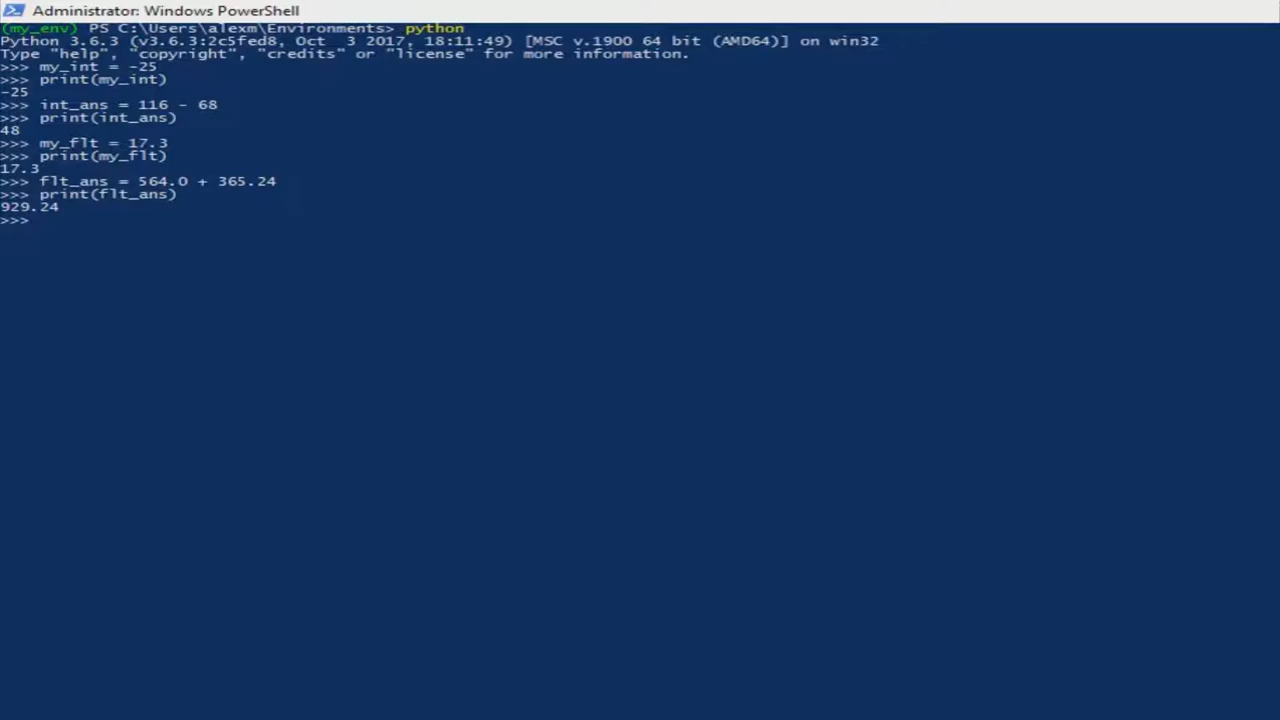 Administrator: Windows PowerShell
(my_env) PS C:\Users\alexm\Environments> python
Python 3.6.3 (v3.6.3:2c5fed8, Oct  3 2017, 18:11:49) [MSC v.1900 64 bit (AMD64)] on win32
Type "help", "copyright", "credits" or "license" for more information.
>>> my_int = -25
>>> print(my_int)
-25
>>> int_ans = 116 - 68
>>> print(int_ans)
48
>>> my_flt = 17.3
>>> print(my_flt)
17.3
>>> flt_ans = 564.0 + 365.24
>>> print(flt_ans)
929.24
>>>